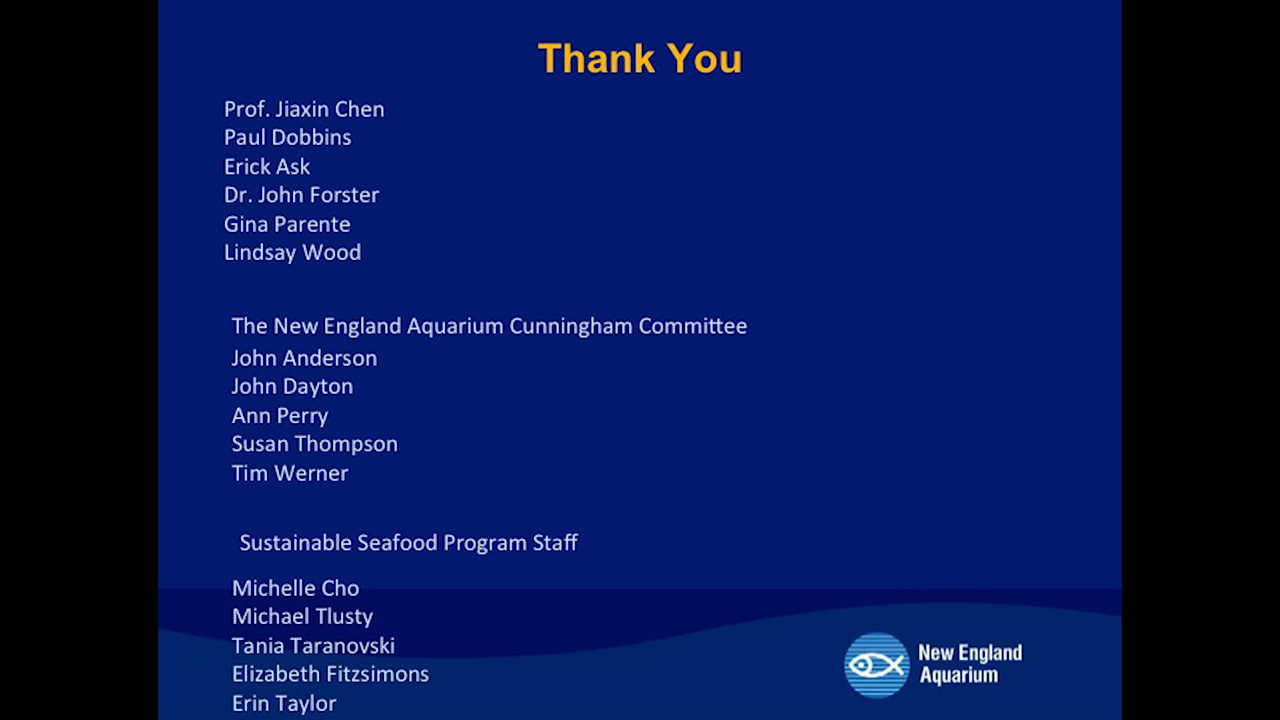 Thank You
Prof. Jiaxin Chen
Paul Dobbins
Erick Ask
Dr. John Forster
Gina Parente
Lindsay Wood
The New England Aquarium Cunningham Committee
John Anderson
John Dayton
Ann Perry
Susan Thompson
Tim Werner
Sustainable Seafood Program Staff
Michelle Cho
Michael Tlusty
Tania Taranovski
Elizabeth Fitzsimons
Erin Taylor
New England
Aquarium